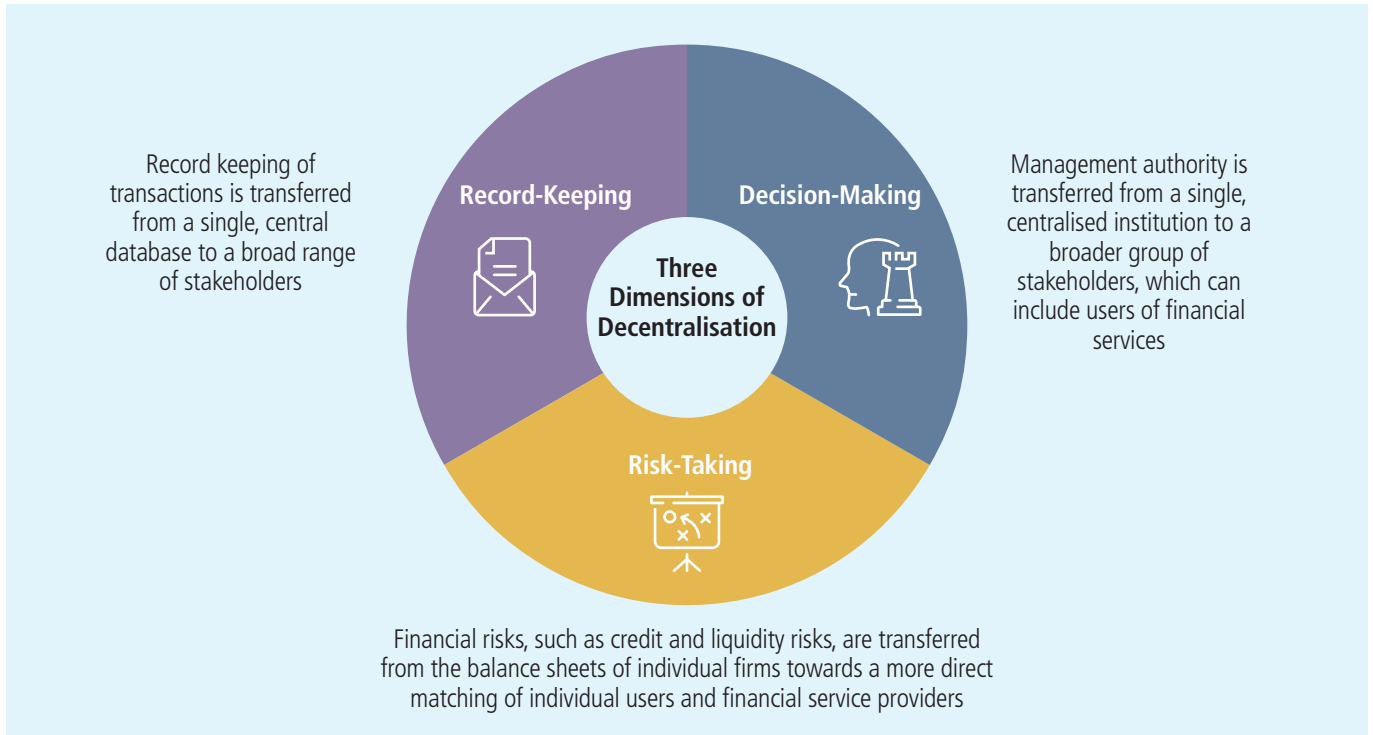 Three
Dimensions of
Decentralisation
Record-Keeping
Record keeping of
transactions is transferred
from a single, central
database to a broad range
of stakeholders
Decision-Making
Management authority is
transferred from a single,
centralised institution to a
broader group of
stakeholders, which can
include users of financial
services
Risk-Taking
Financial risks, such as credit and liquidity risks, are transferred
from the balance sheets of individual firms towards a more direct
matching of individual users and financial service providers